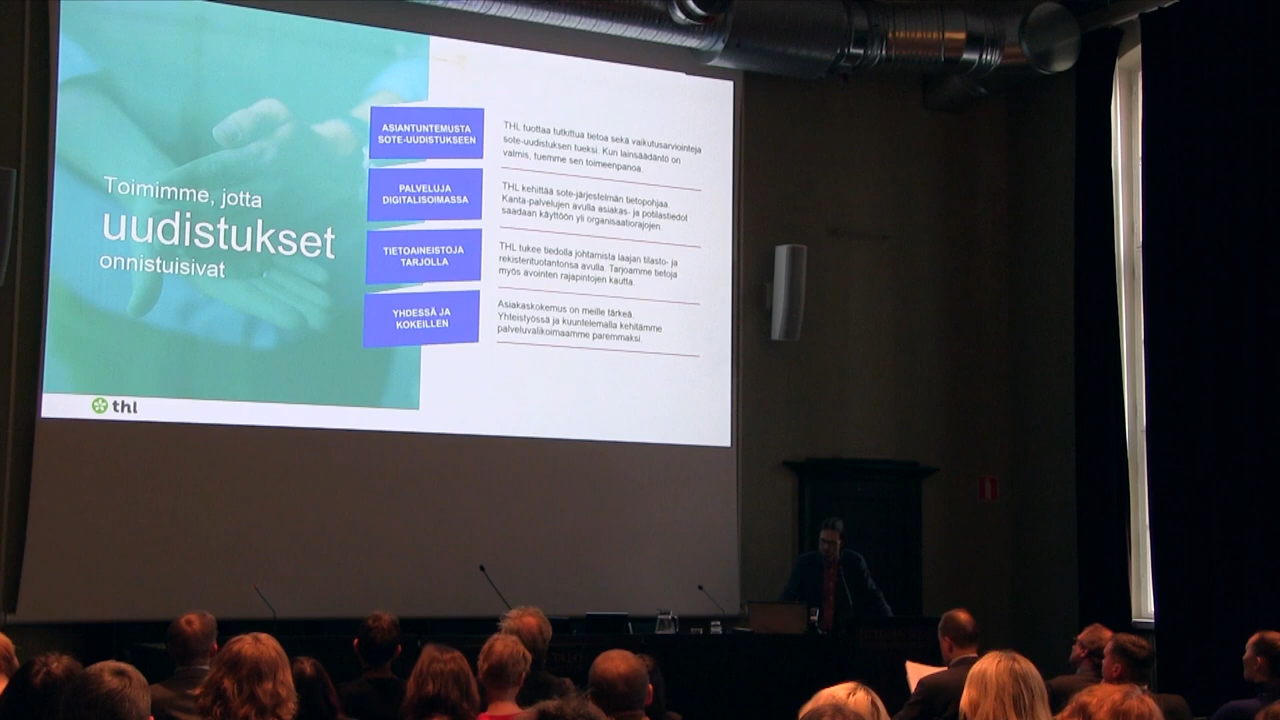 Toimimme, jotta
uudistukset
onnistuisivat
ASIANTUNTEMUSTA
SOTE-UUDISTUKSEEN
THL tuottaa tutkittua tietoa sekä vaikutusarviointeja
sote-uudistuksen tueksi. Kun lainsäädäntö on
valmis, tuemme sen toimeenpanoa.
PALVELUJA
DIGITALISOIMASSA
THL kehittää sote-järjestelmän tietopohjaa.
Kanta-palvelujen avulla asiakas- ja potilastiedot
saadaan käyttöön yli organisaatiorajojen.
TIETOAINEISTOJA
TARJOLLA
THL tukee tiedolla johtamista laajan tilasto- ja
rekisterituotantonsa avulla. Tarjoamme tietoja
myös avointen rajapintojen kautta.
YHDESSÄ JA
KOKEILLEN
Asiakaskokemus on meille tärkeä.
Yhteistyössä ja kuuntelemalla kehitämme
palveluvalikoimaamme paremmaksi.
thl